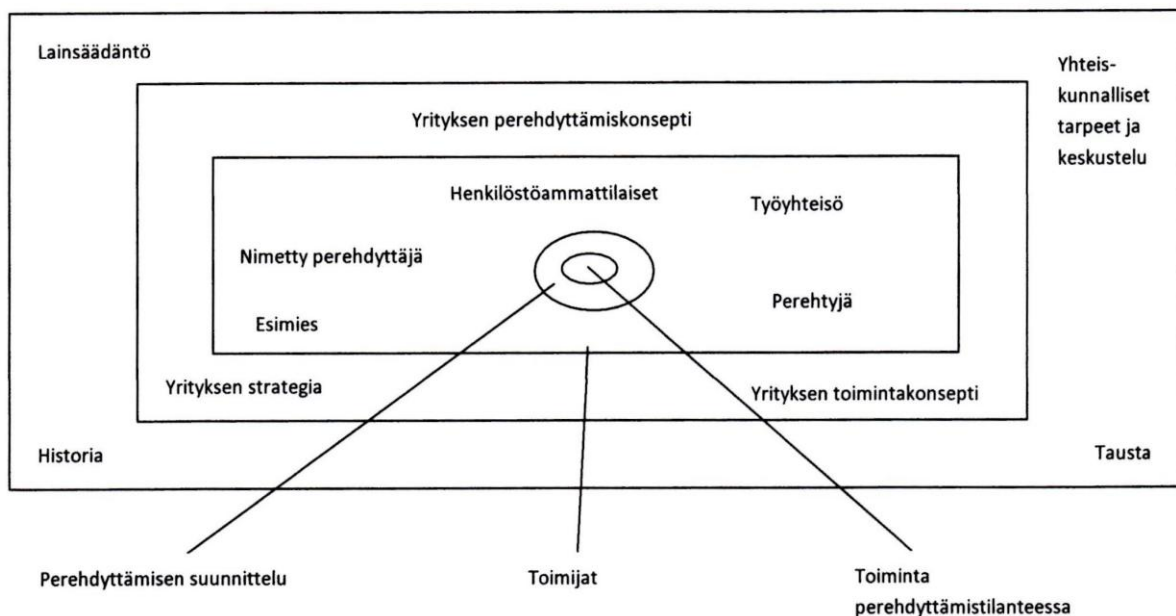 Lainsäädäntö
Yhteis-
kunnalliset
tarpeet ja
keskustelu
Yrityksen perehdyttämiskonsepti
Henkilöstöammattilaiset
Työyhteisö
Nimetty perehdyttäjä
Perehtyjä
Esimies
Yrityksen strategia
Yrityksen toimintakonsepti
Historia
Tausta
Perehdyttämisen suunnittelu
Toimijat
Toiminta
perehdyttämistilanteessa